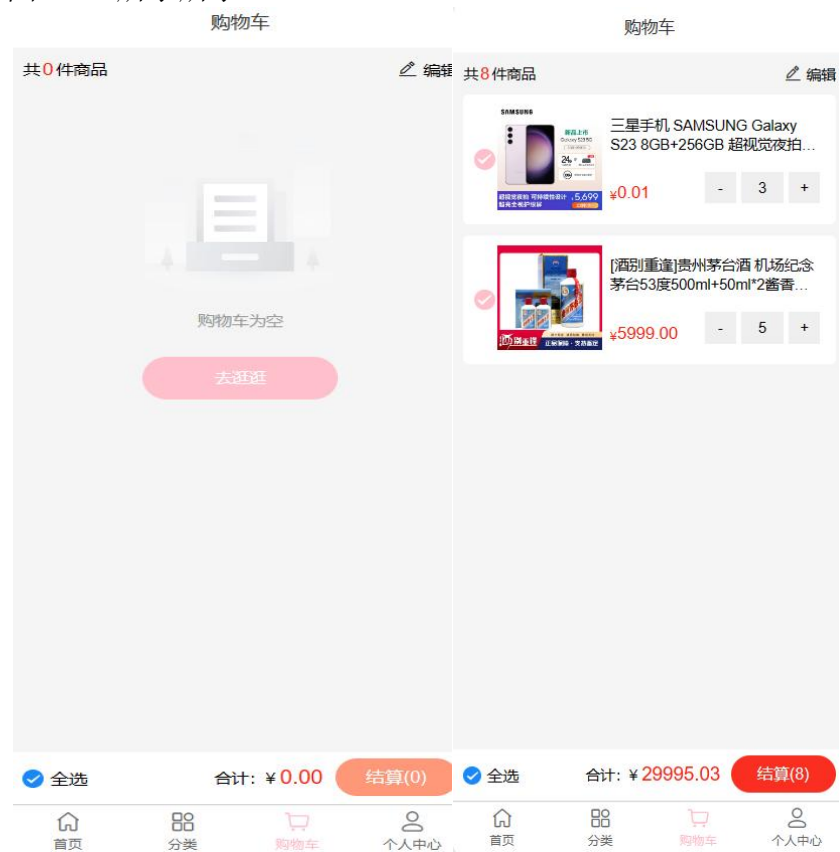 购物车
共0件商品
编辑
购物车为空
去逛逛
全选
合计: ¥ 0.00
结算(0)
首页
分类
购物车
个人中心
购物车
共8件商品
编辑
SAMSUNG
新品上市
三星手机 SAMSUNG Galaxy
S23 8GB+256GB 超视觉夜拍...
5,699
¥0.01
- 3 +
[酒别重逢]贵州茅台酒 机场纪念
茅台53度500ml+50ml*2酱香...
¥5999.00
- 5 +
全选
合计: ¥ 29995.03
结算(8)
首页
分类
购物车
个人中心